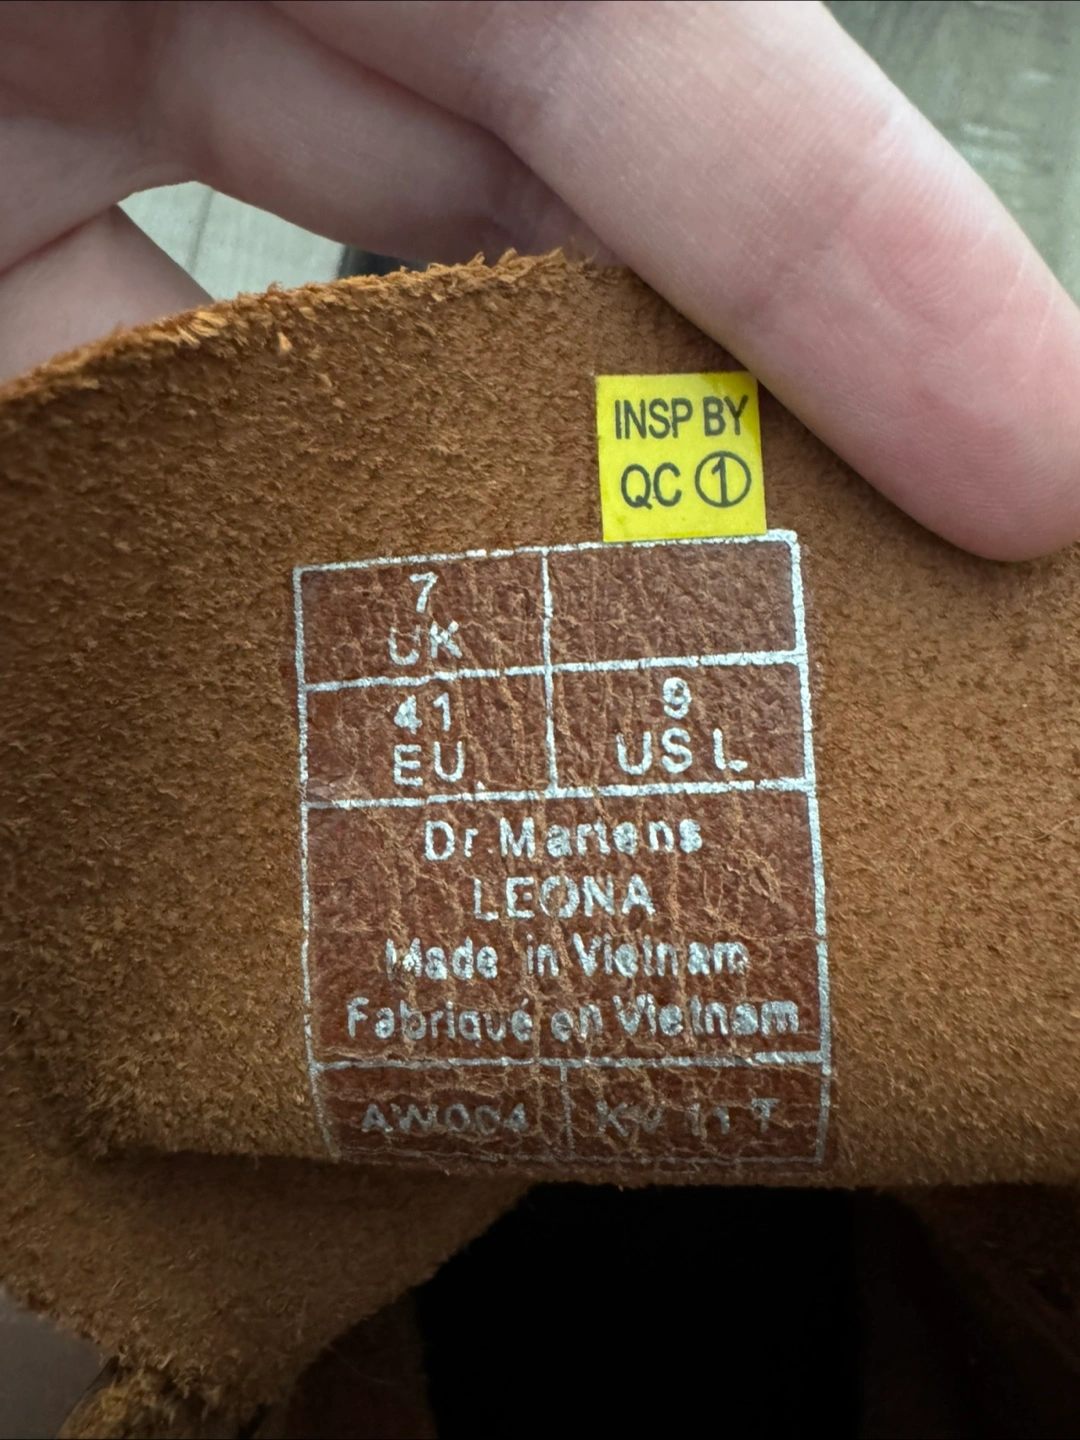 INSP BY
QC ①
7
UK
41
EU
9
US L
Dr. Martens
LEONA
Made in Vietnam
Fabriqué en Vietnam
AW004
11 T